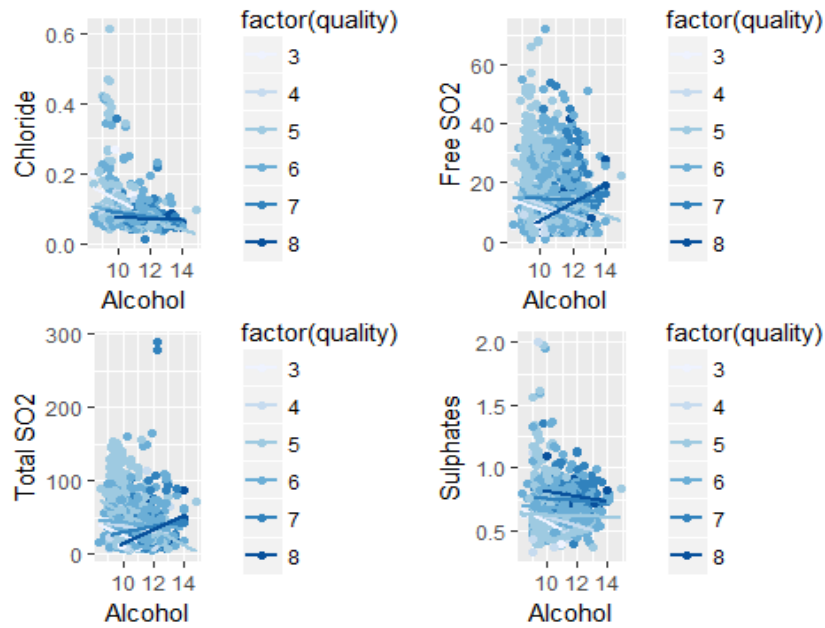 factor(quality)
Chloride
0.6
0.4
0.2
0.0
10 12 14
Alcohol
3
4
5
6
7
8
factor(quality)
Free SO2
60
40
20
0
10 12 14
Alcohol
3
4
5
6
7
8
factor(quality)
Total SO2
300
200
100
0
10 12 14
Alcohol
3
4
5
6
7
8
factor(quality)
Sulphates
2.0
1.5
1.0
0.5
10 12 14
Alcohol
3
4
5
6
7
8